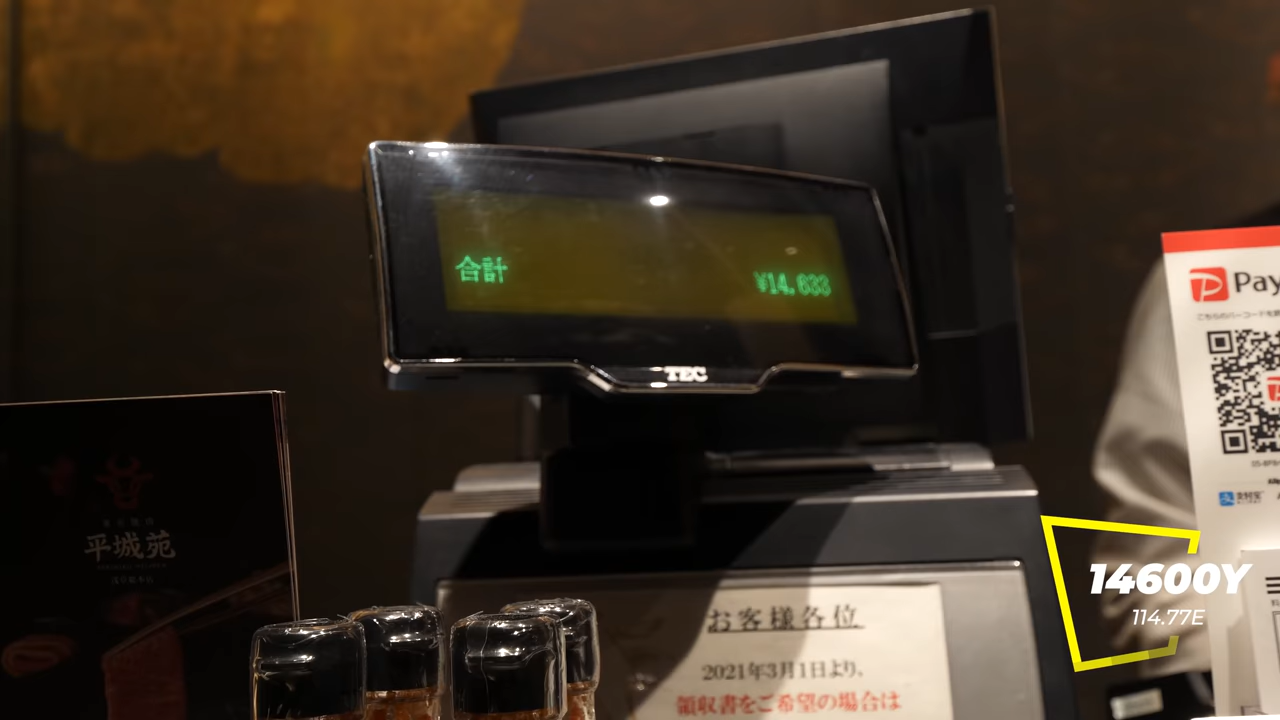 合計 ¥14,633
TEC
Pay
平城苑
お客様各位
2021年3月1日より、
領収書をご希望の場合は
14600Y
114.77E